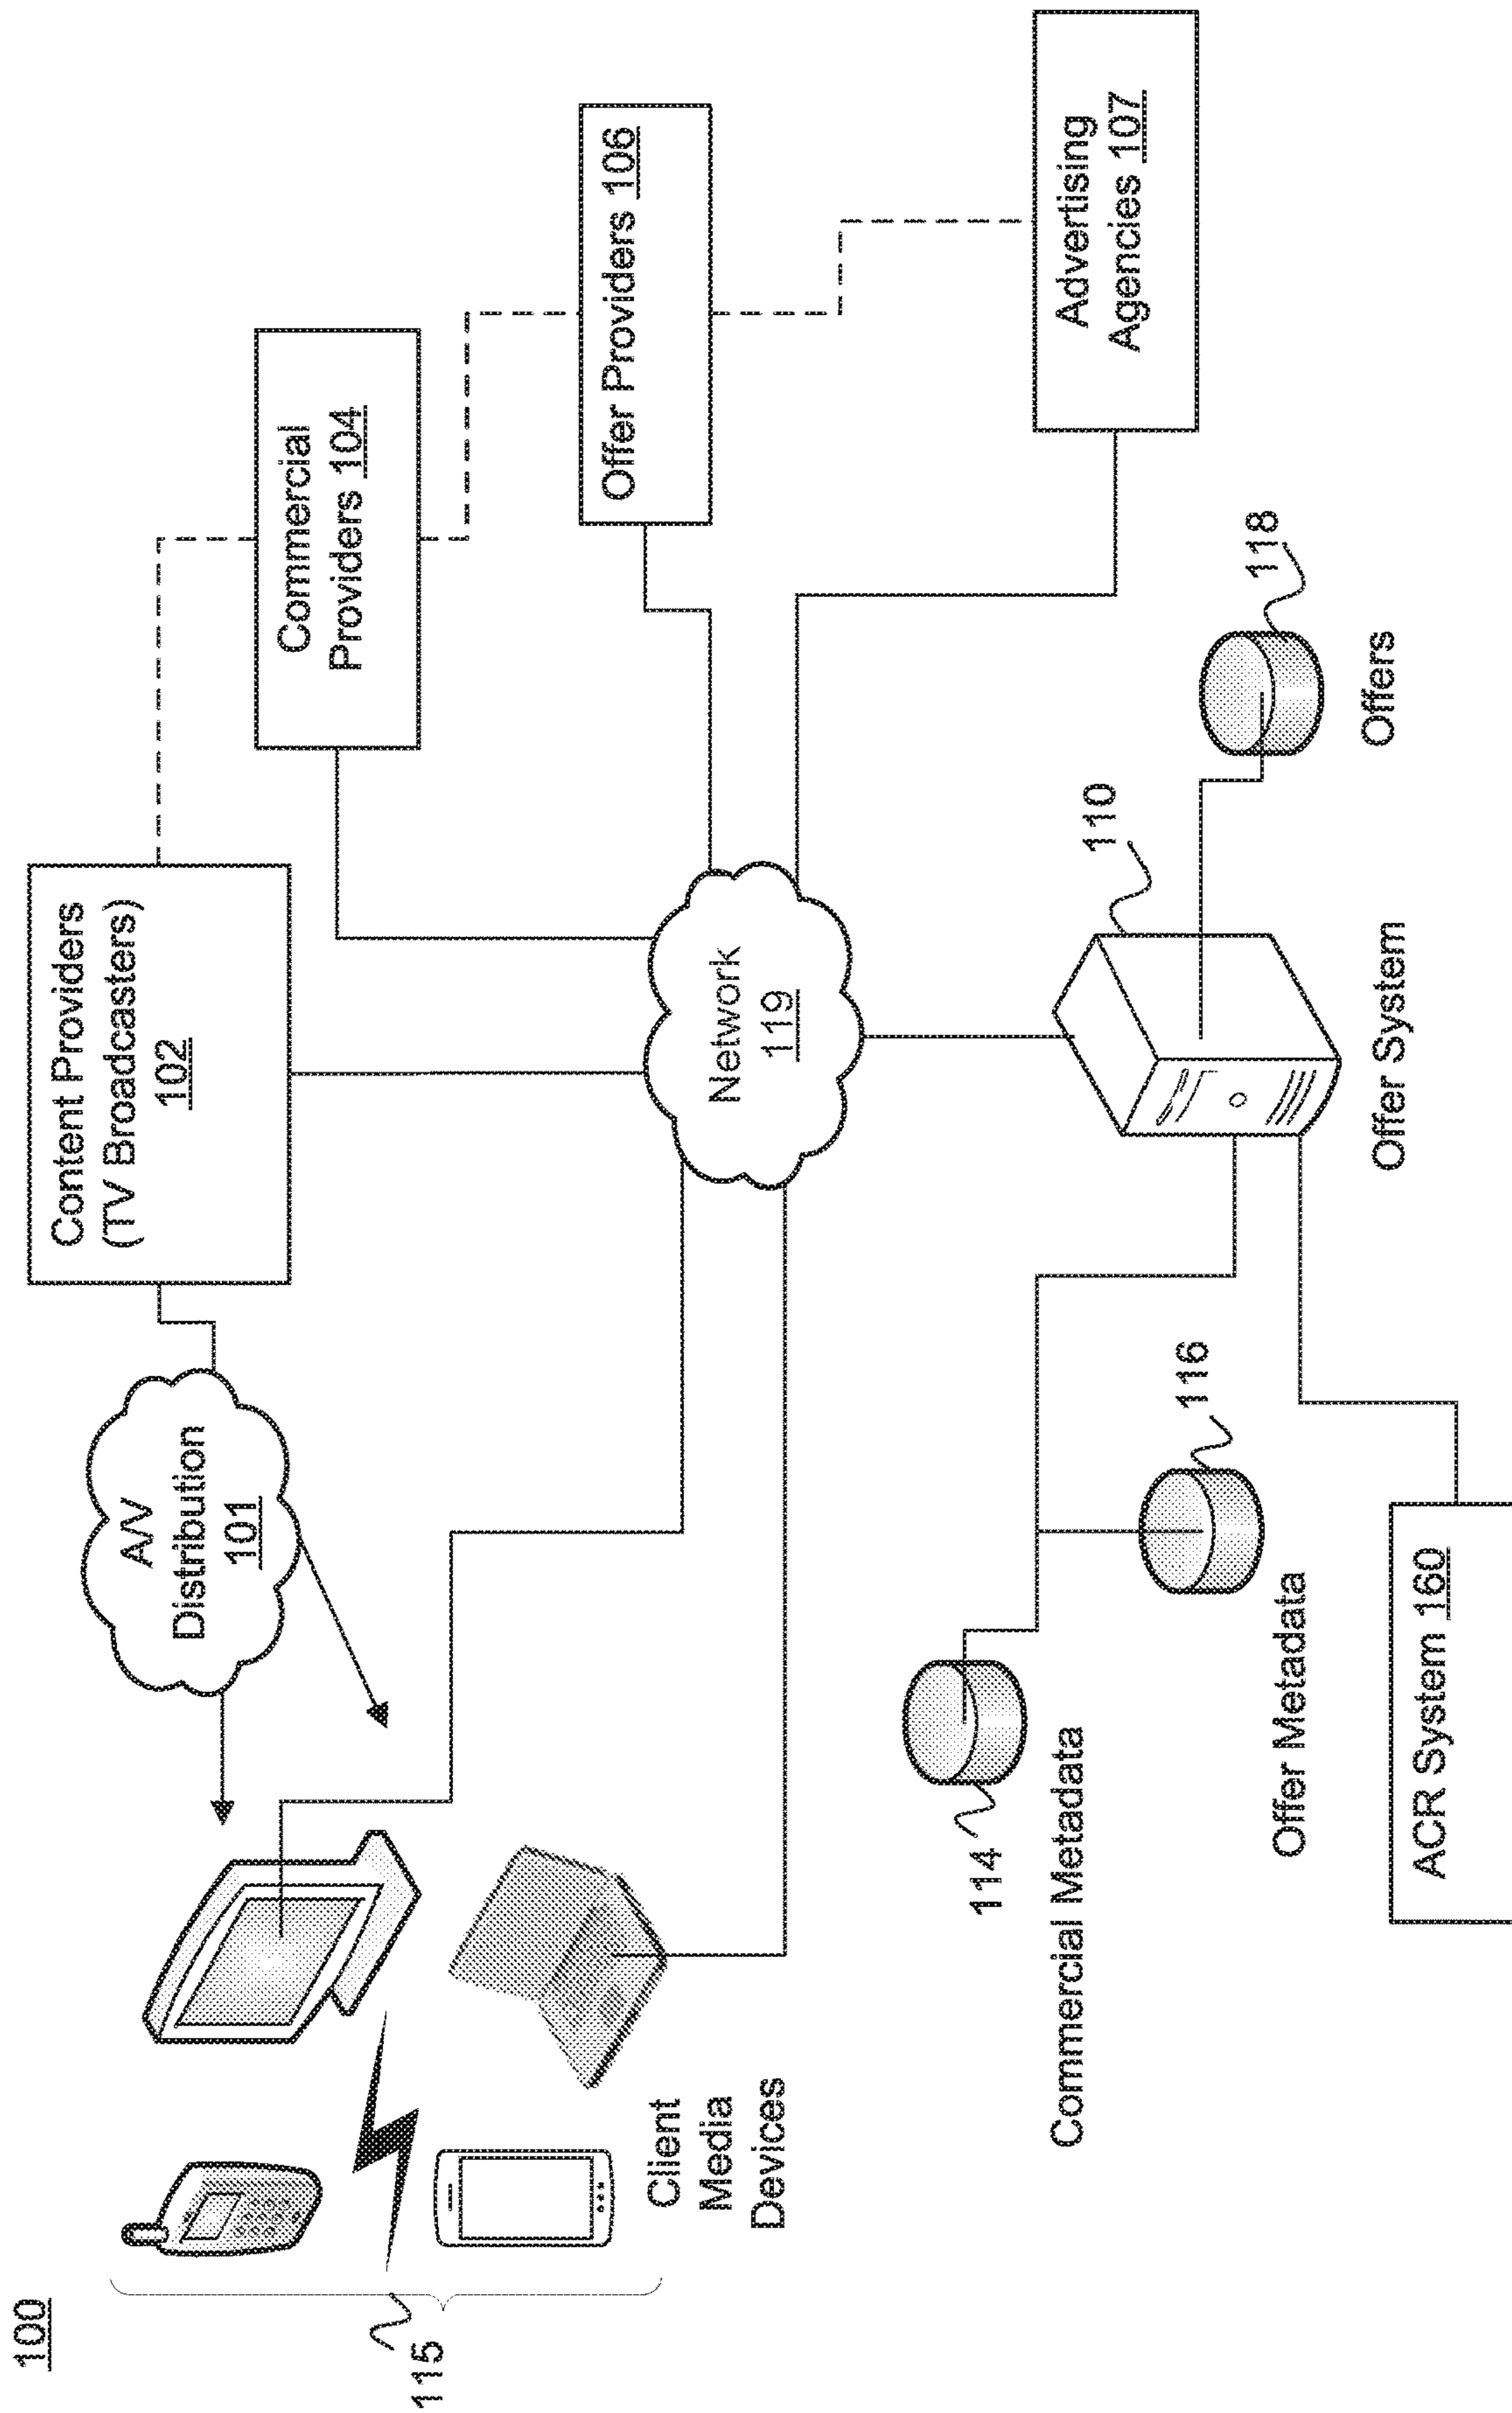 100
Content Providers
(TV Broadcasters)
102
A/V
Distribution
101
Commercial
Providers 104
Offer Providers 106
Advertising
Agencies 107
Network
119
115
Client
Media
Devices
110
Offer System
118
Offers
114
Commercial Metadata
116
Offer Metadata
ACR System 160